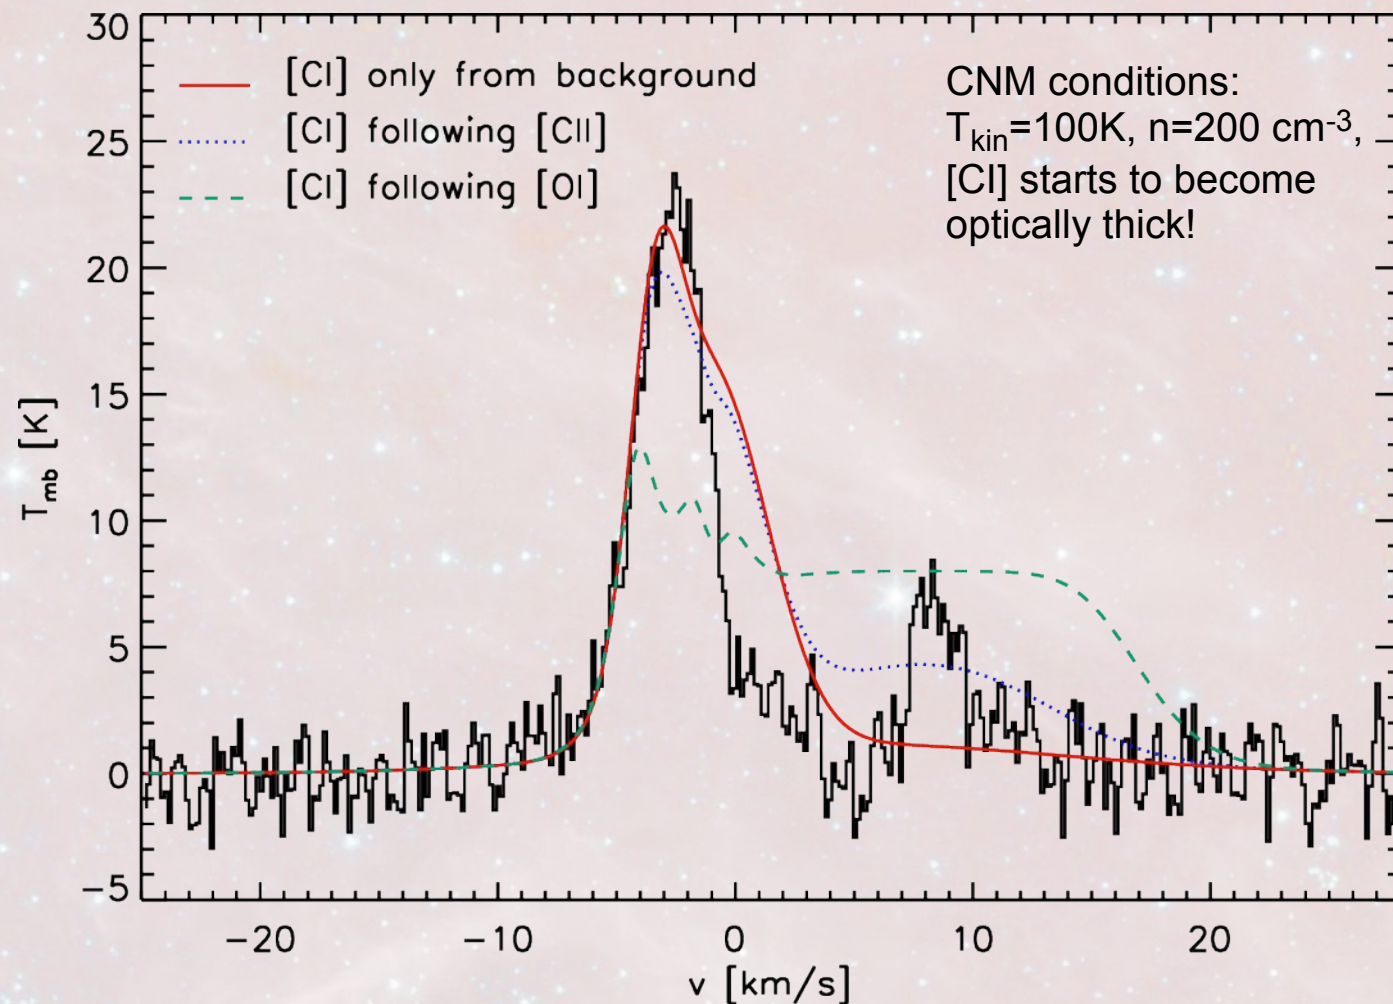 30
25
20
15
10
5
0
−5
T_mb [K]
[CI] only from background
[CII] following [CII]
[CI] following [OI]
CNM conditions:
T_kin=100K, n=200 cm^-3,
[CI] starts to become
optically thick!
−20 −10 0 10 20
v [km/s]